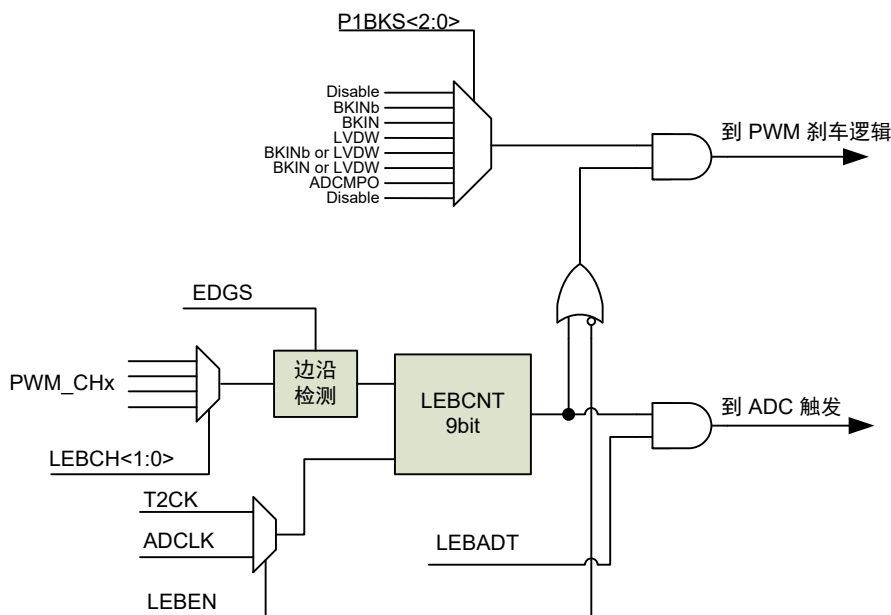 P1BKS<2:0>
Disable
BKINb
BKIN
LVDW
BKINb or LVDW
BKIN or LVDW
ADCMPO
Disable
到 PWM 刹车逻辑
EDGS
PWM_CHx
边沿
检测
LEBCNT
9bit
到 ADC 触发
LEBCH<1:0>
T2CK
ADCLK
LEBADT
LEBEN